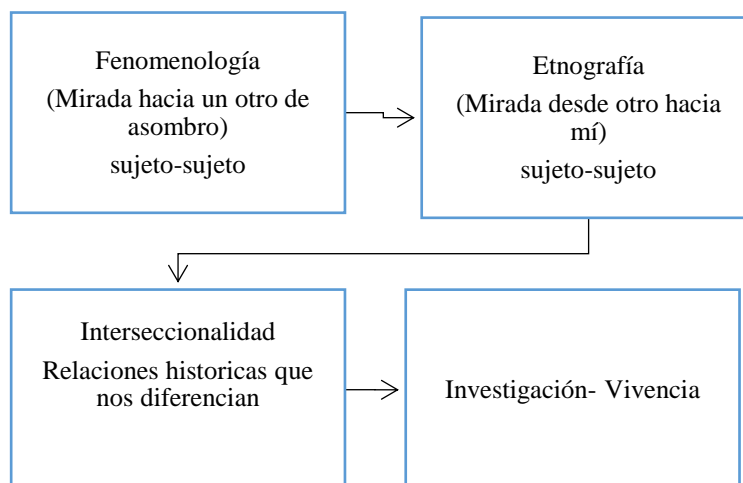 Fenomenología
(Mirada hacia un otro de
asombro)
sujeto-sujeto
Etnografía
(Mirada desde otro hacia
mí)
sujeto-sujeto
Interseccionalidad
Relaciones historicas que
nos diferencian
Investigación- Vivencia